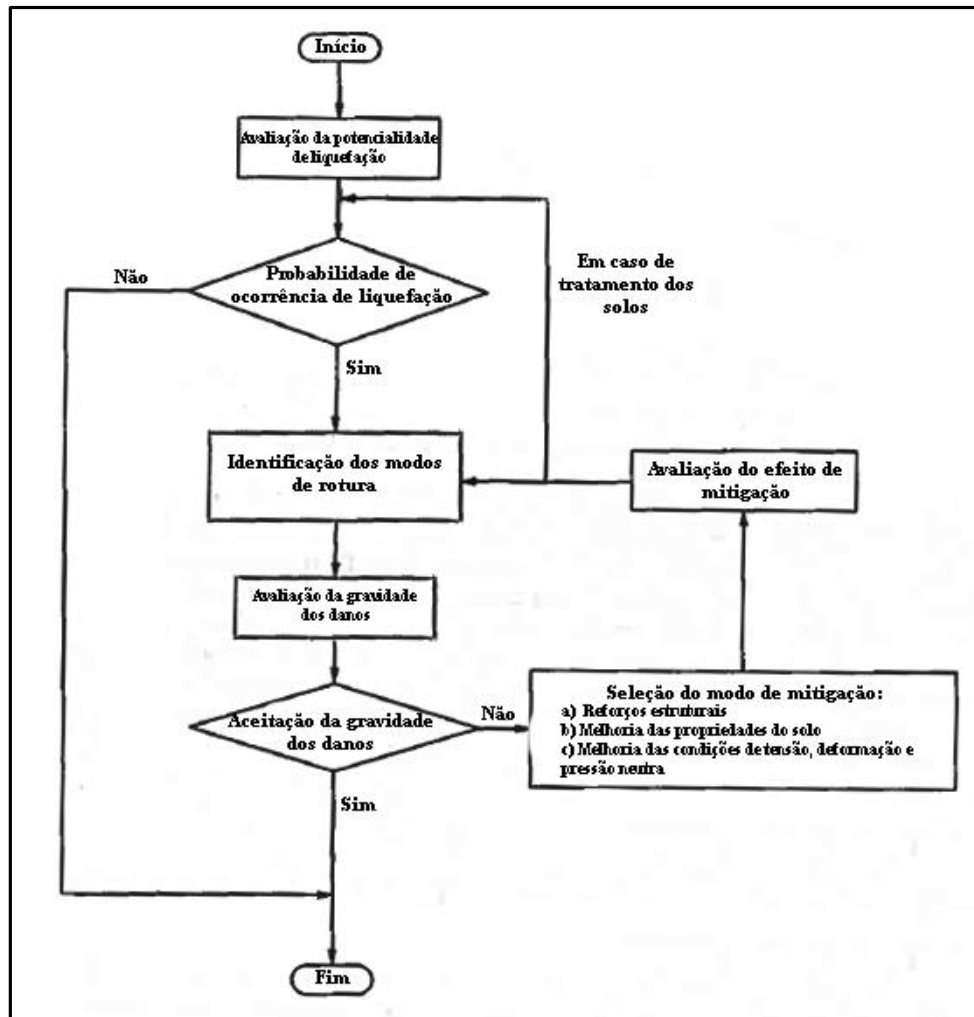 Início
Avaliação da potencialidade
de liquefação
Não
Probabilidade de
ocorrência de liquefação
Em caso de
tratamento dos
solos
Sim
Identificação dos modos
de rotura
Avaliação do efeito de
mitigação
Avaliação da gravidade
dos danos
Aceitação da gravidade
dos danos
Não
Seleção do modo de mitigação:
a) Reforços estruturais
b) Melhoria das propriedades do solo
c) Melhoria das condições de tensão, deformação e
pressão neutra
Sim
Fim